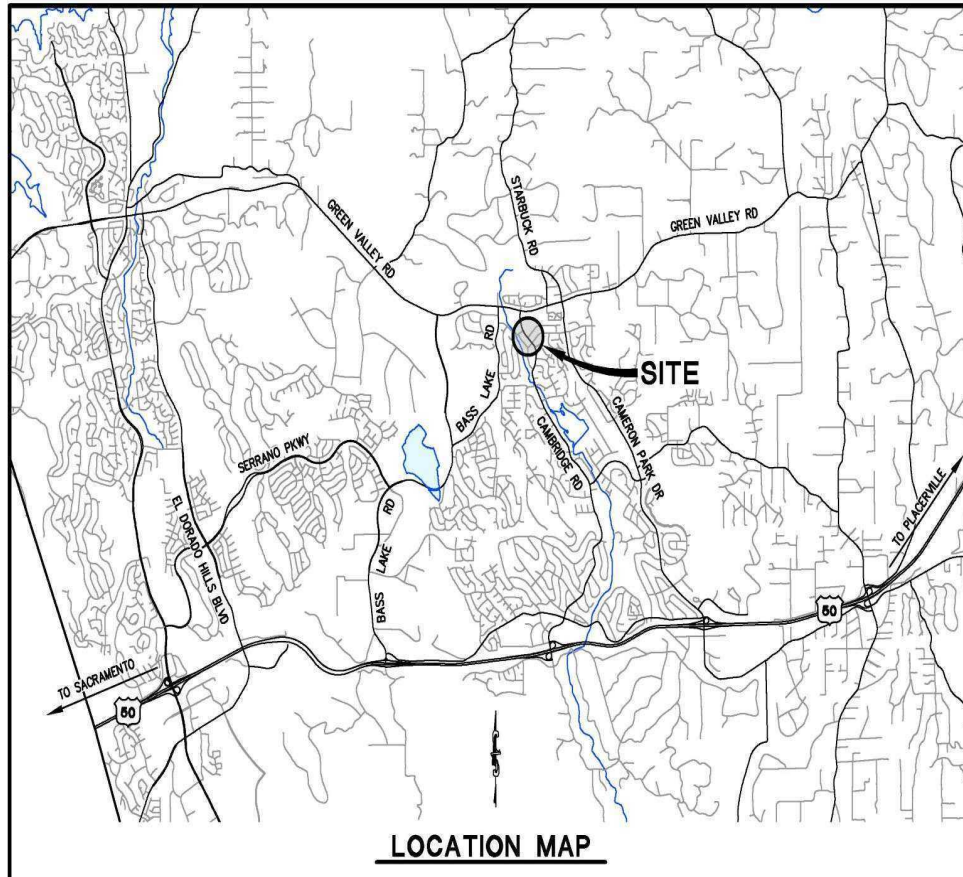 STARBUCK RD
GREEN VALLEY RD
GREEN VALLEY RD
BASS LAKE RD
SITE
CAMERON PARK DR
CAMBRIDGE RD
SERRANO PKWY
EL DORADO HILLS BLVD
BASS LAKE RD
TO PLACERVILLE
50
TO SACRAMENTO
50
LOCATION MAP